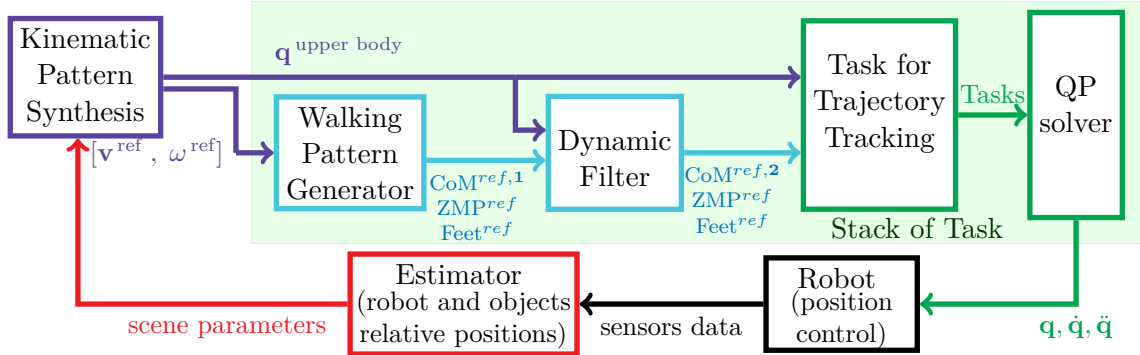 Kinematic
Pattern
Synthesis
q^upper body
[v^ref , ω^ref]
Walking
Pattern
Generator
CoM^ref,1
ZMP^ref
Feet^ref
Dynamic
Filter
CoM^ref,2
ZMP^ref
Feet^ref
Task for
Trajectory
Tracking
Tasks
QP
solver
Stack of Task
q, q̇, q̈
Robot
(position
control)
sensors data
Estimator
(robot and objects
relative positions)
scene parameters